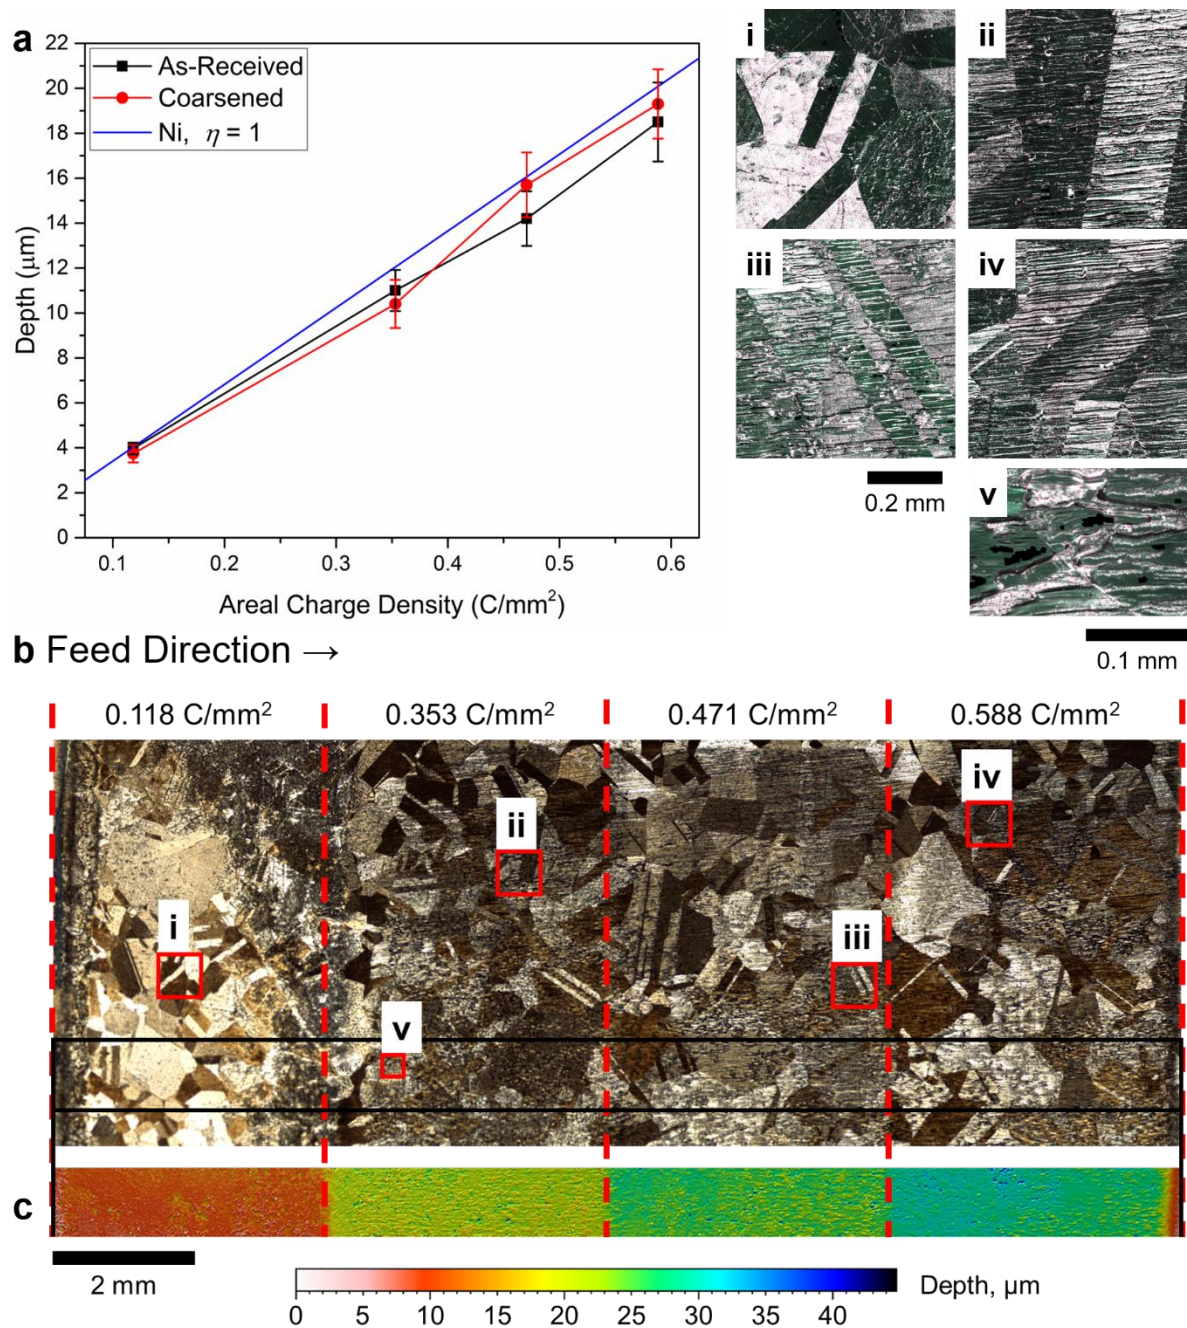 a
22
20
18
16
14
12
10
8
6
4
2
0
Depth (μm)
As-Received
Coarsened
Ni, η = 1
0.1
0.2
0.3
0.4
0.5
0.6
Areal Charge Density (C/mm²)
i
ii
iii
iv
0.2 mm
v
0.1 mm
b Feed Direction →
0.118 C/mm²
0.353 C/mm²
0.471 C/mm²
0.588 C/mm²
iv
ii
i
iii
v
c
2 mm
0
5
10
15
20
25
30
35
40
Depth, μm